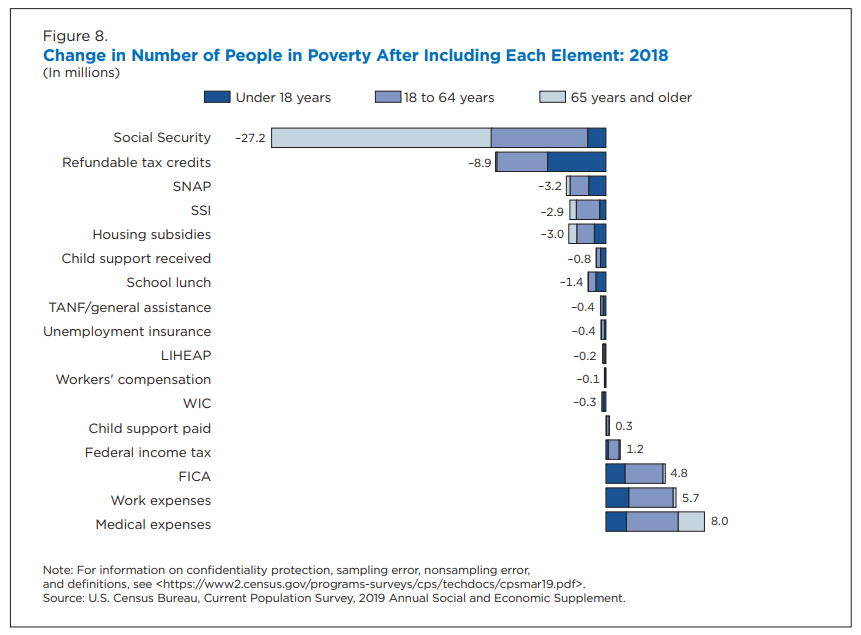 Figure 8.
Change in Number of People in Poverty After Including Each Element: 2018
(In millions)
Under 18 years 18 to 64 years 65 years and older
Social Security –27.2
Refundable tax credits –8.9
SNAP –3.2
SSI –2.9
Housing subsidies –3.0
Child support received –0.8
School lunch –1.4
TANF/general assistance –0.4
Unemployment insurance –0.4
LIHEAP –0.2
Workers' compensation –0.1
WIC –0.3
Child support paid 0.3
Federal income tax 1.2
FICA 4.8
Work expenses 5.7
Medical expenses 8.0
Note: For information on confidentiality protection, sampling error, nonsampling error,
and definitions, see <https://www2.census.gov/programs-surveys/cps/techdocs/cpsmar19.pdf>.
Source: U.S. Census Bureau, Current Population Survey, 2019 Annual Social and Economic Supplement.